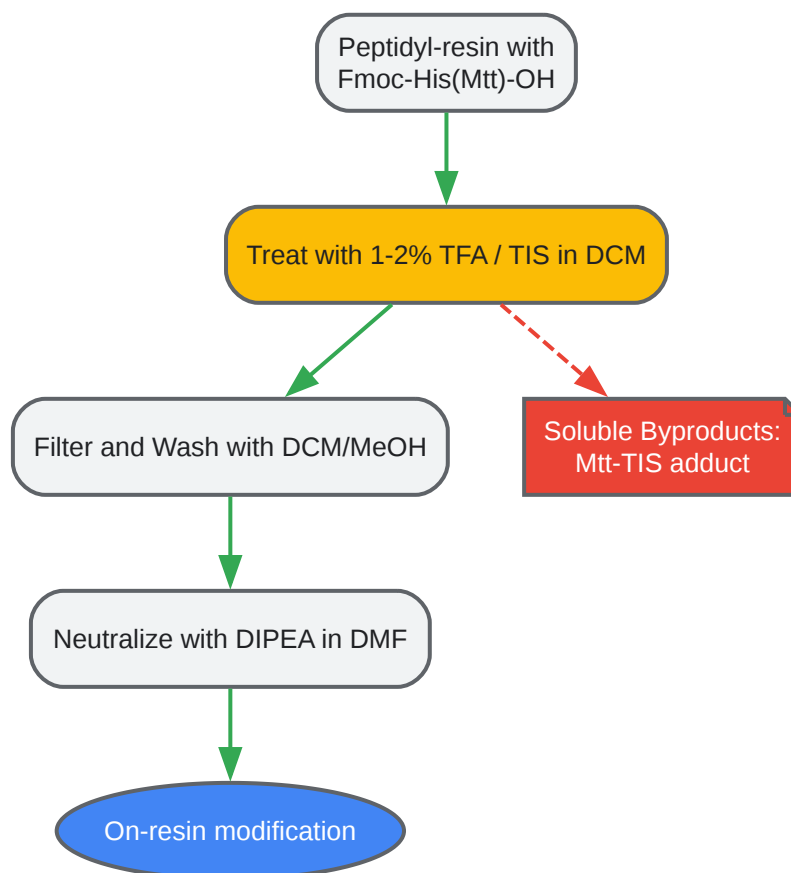 Peptidyl-resin with
Fmoc-His(Mtt)-OH
Treat with 1-2% TFA / TIS in DCM
Filter and Wash with DCM/MeOH
Soluble Byproducts:
Mtt-TIS adduct
Neutralize with DIPEA in DMF
On-resin modification